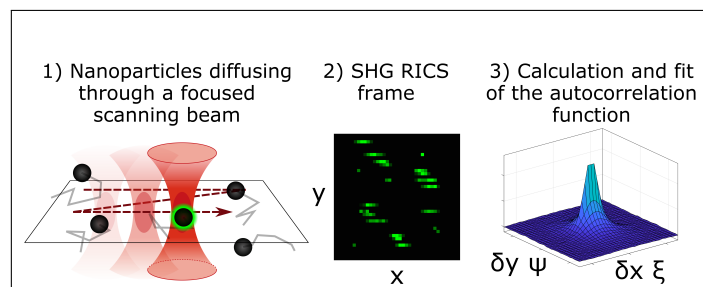 1) Nanoparticles diffusing
through a focused
scanning beam
2) SHG RICS
frame
y
x
3) Calculation and fit
of the autocorrelation
function
δy ψ
δx ξ